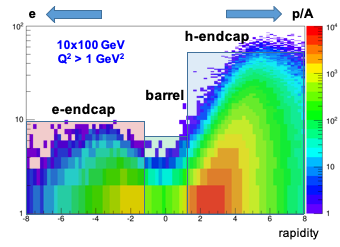 e
p/A
h-endcap
10x100 GeV
Q² > 1 GeV²
barrel
e-endcap
10²
10
1
-8 -6 -4 -2 0 2 4 6 8
rapidity
10⁴
10³
10²
10
1